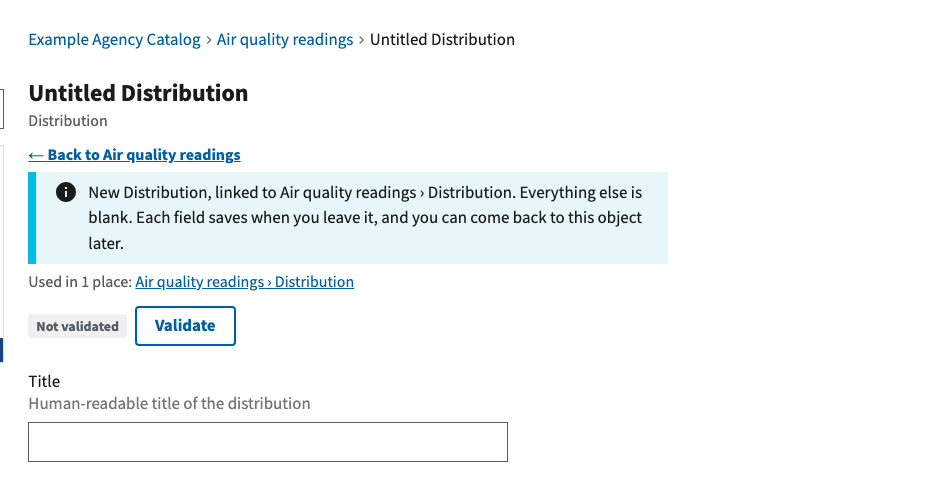 Example Agency Catalog › Air quality readings › Untitled Distribution
Untitled Distribution
Distribution
← Back to Air quality readings
New Distribution, linked to Air quality readings › Distribution. Everything else is
blank. Each field saves when you leave it, and you can come back to this object
later.
Used in 1 place: Air quality readings › Distribution
Not validated Validate
Title
Human-readable title of the distribution